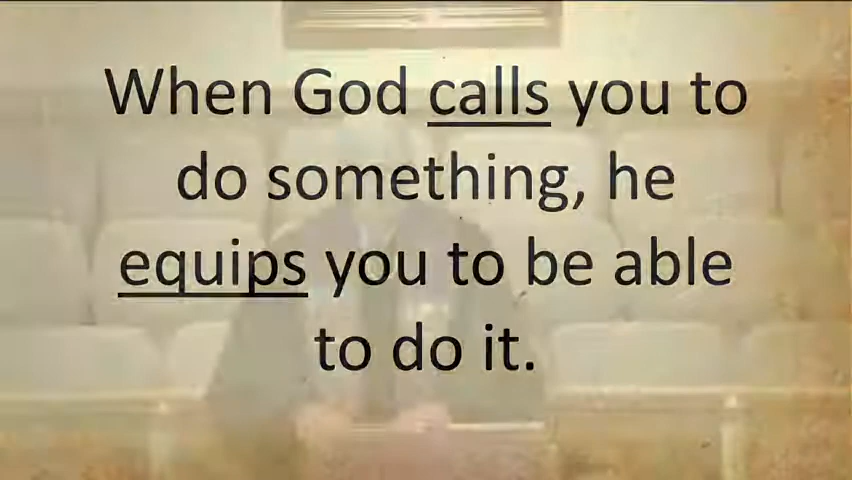 When God calls you to
do something, he
equips you to be able
to do it.